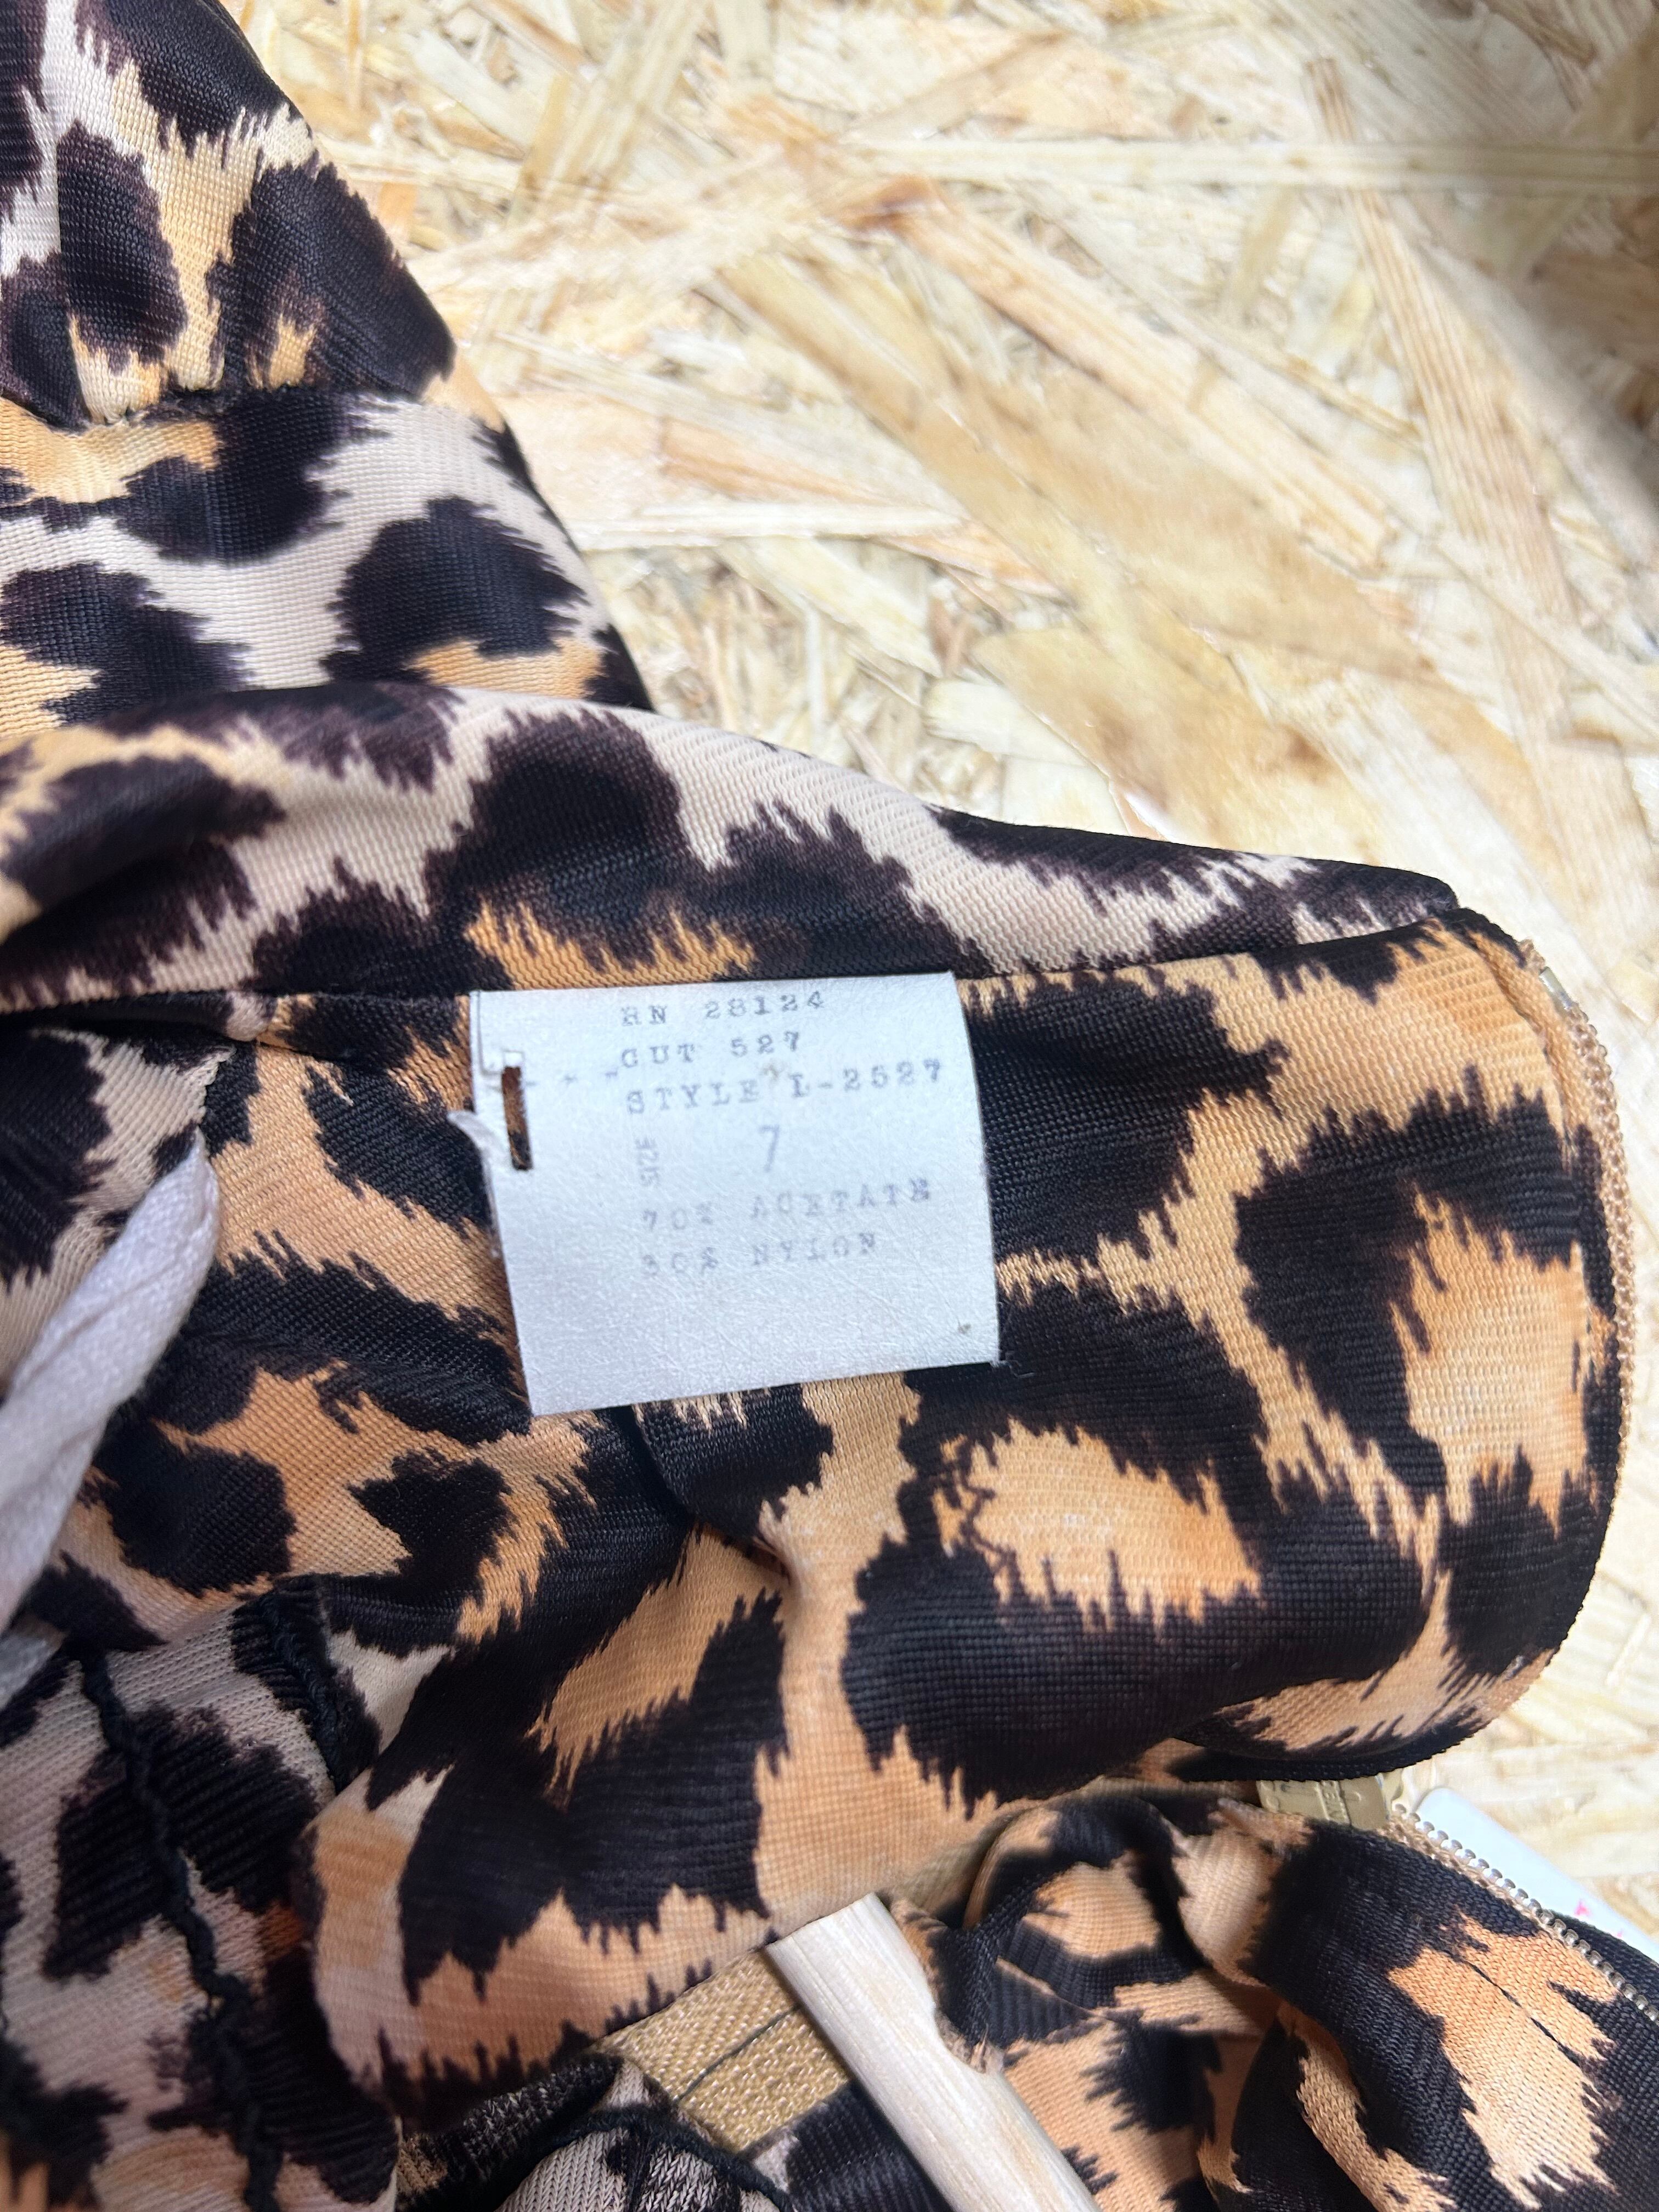 RN 28124
CUT 527
STYLE L-2527
SIZE 7
70% ACETATE
30% NYLON